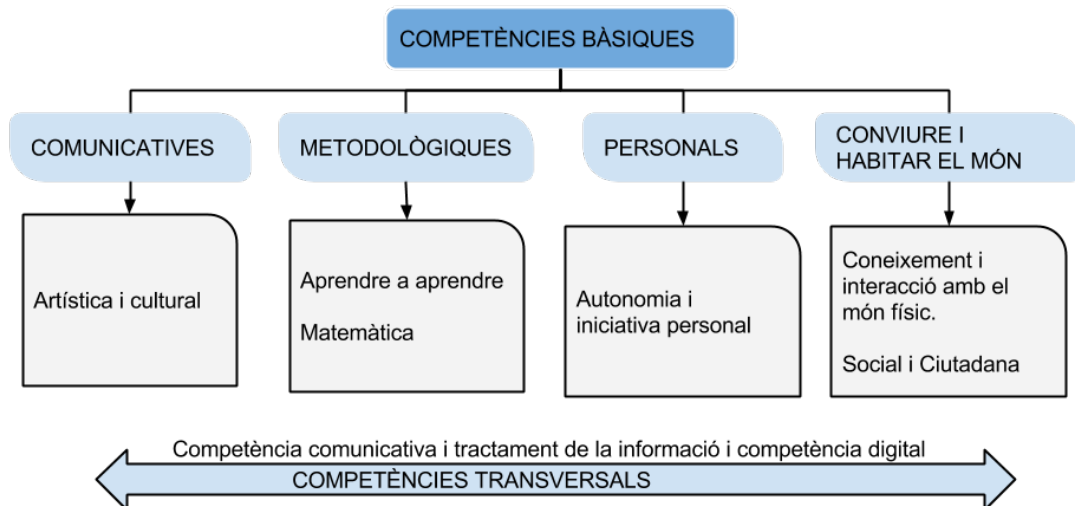 COMPETÈNCIES BÀSIQUES
COMUNICATIVES
METODOLÒGIQUES
PERSONALS
CONVIURE I
HABITAR EL MÓN
Artística i cultural
Aprendre a aprendre
Matemàtica
Autonomia i
iniciativa personal
Coneixement i
interacció amb el
món físic.
Social i Ciutadana
Competència comunicativa i tractament de la informació i competència digital
COMPETÈNCIES TRANSVERSALS